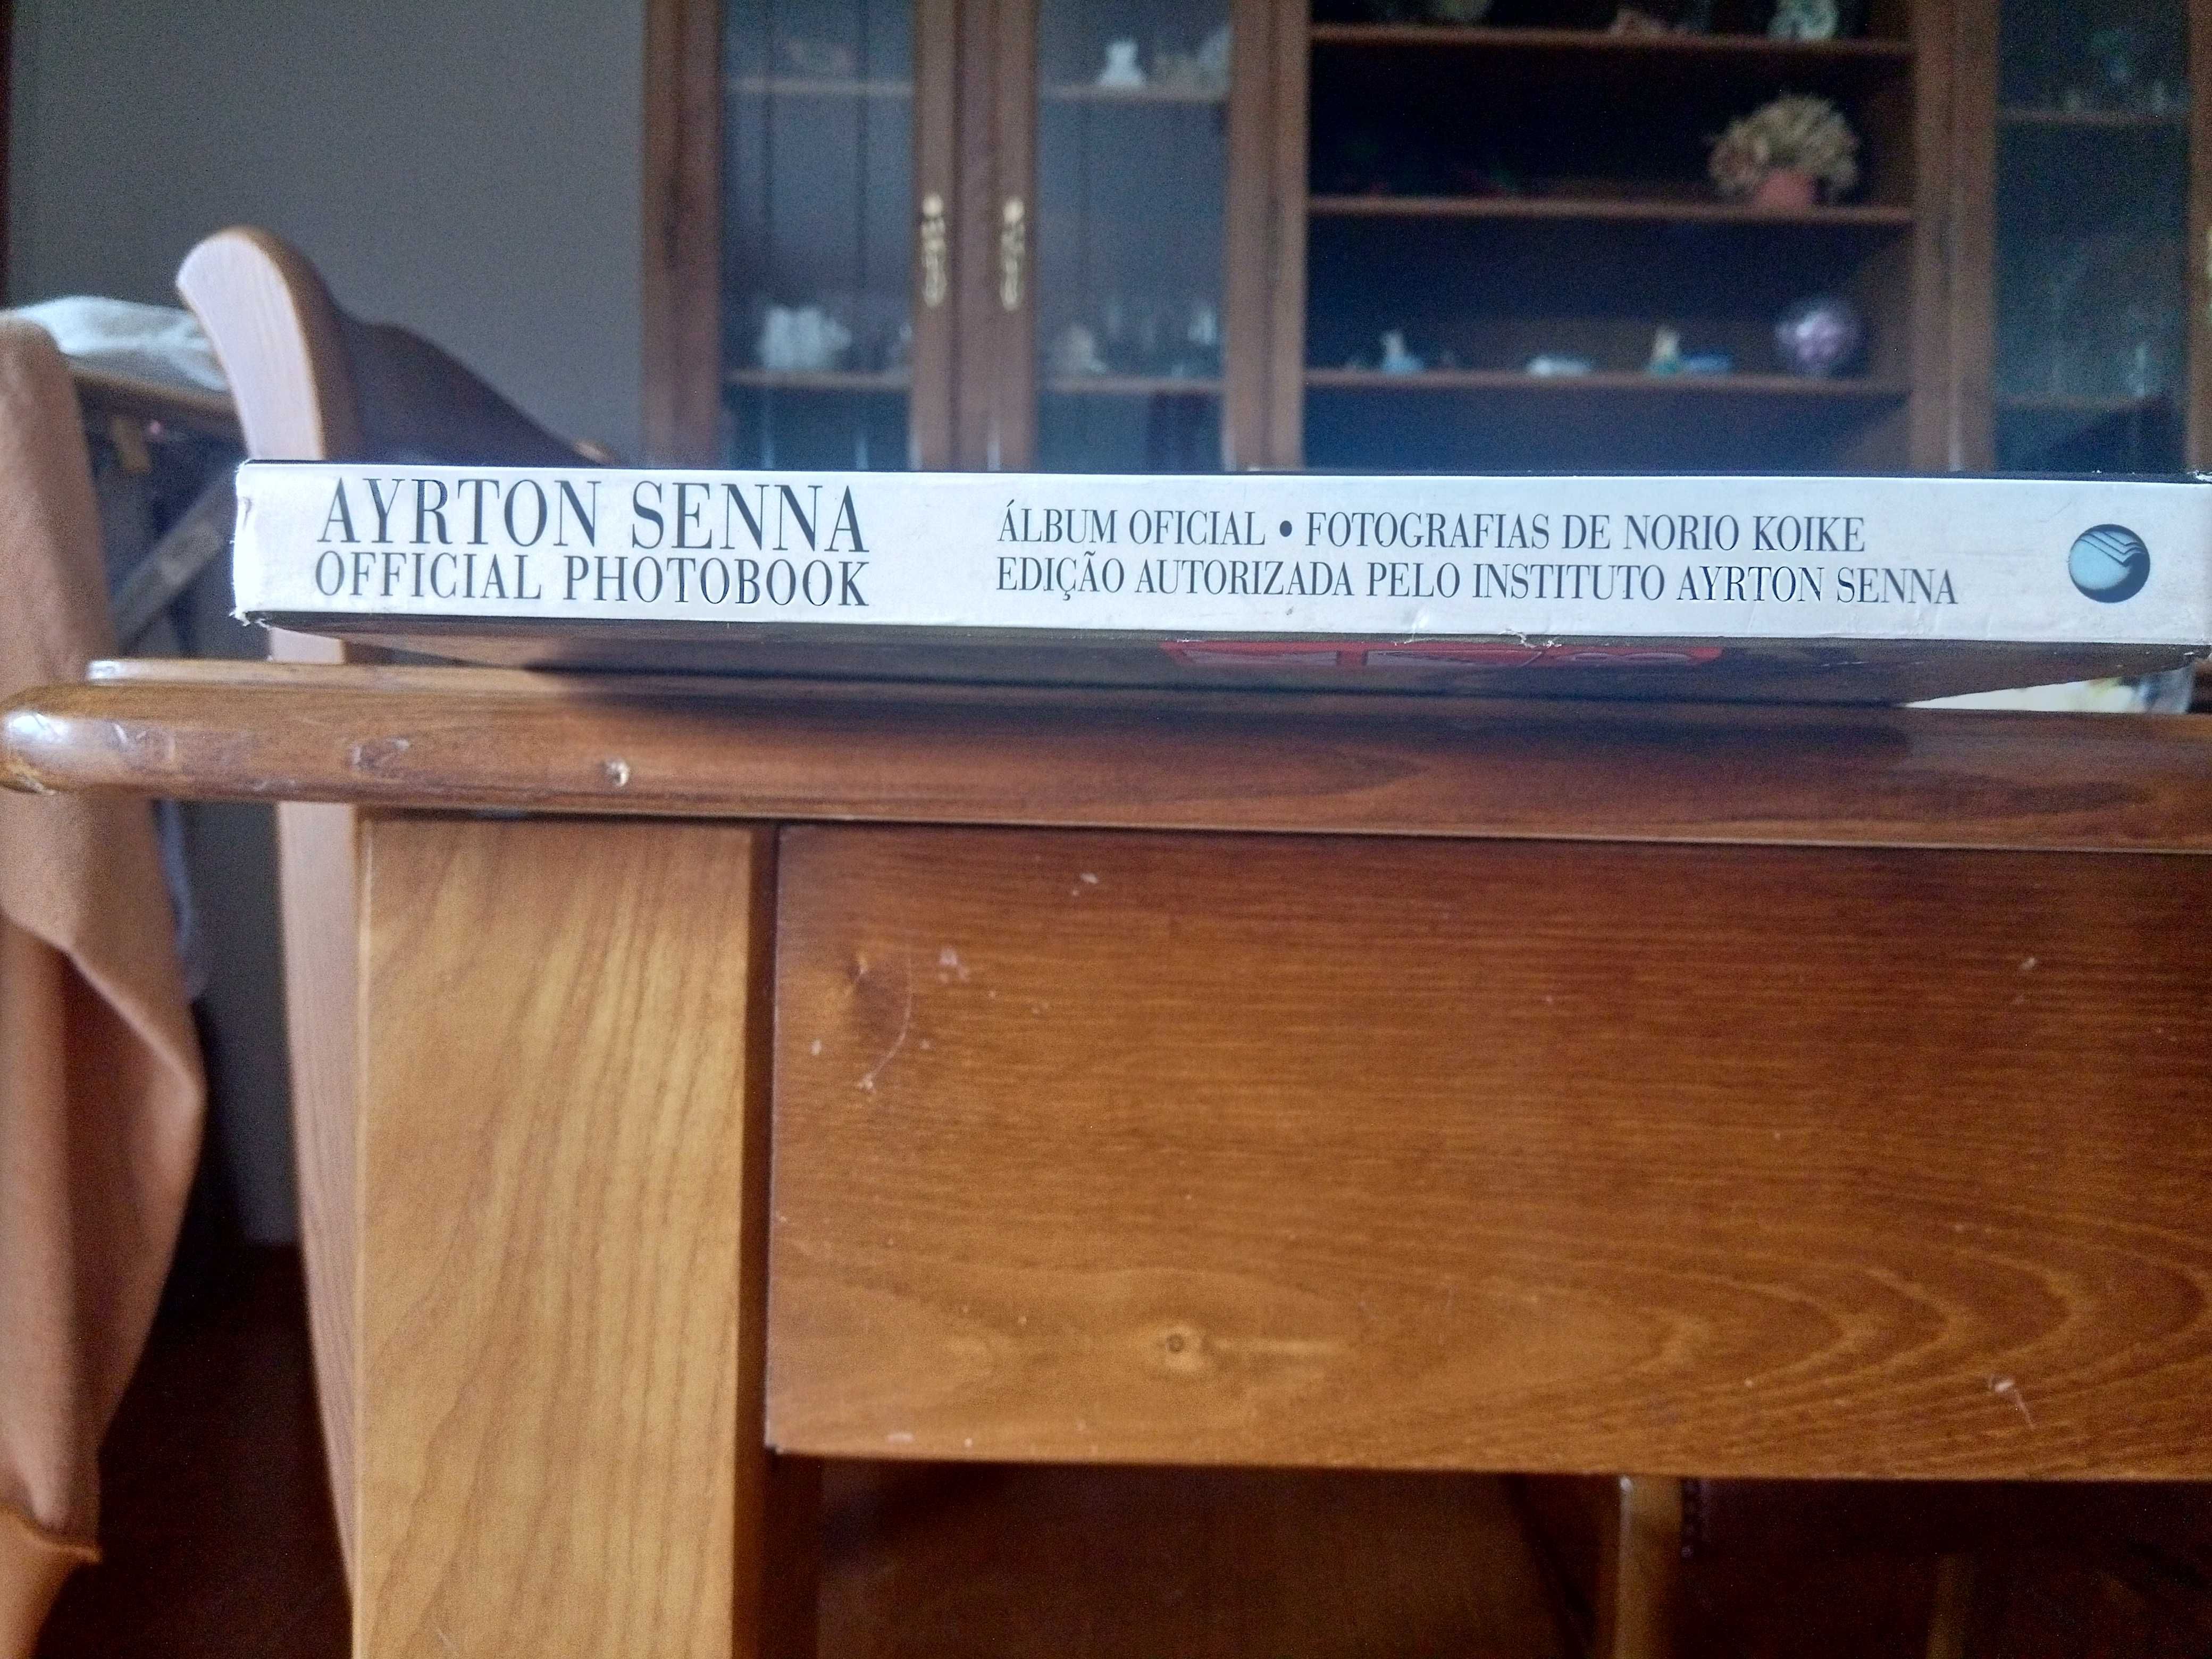 AYRTON SENNA
OFFICIAL PHOTOBOOK
ÁLBUM OFICIAL • FOTOGRAFIAS DE NORIO KOIKE
EDIÇÃO AUTORIZADA PELO INSTITUTO AYRTON SENNA